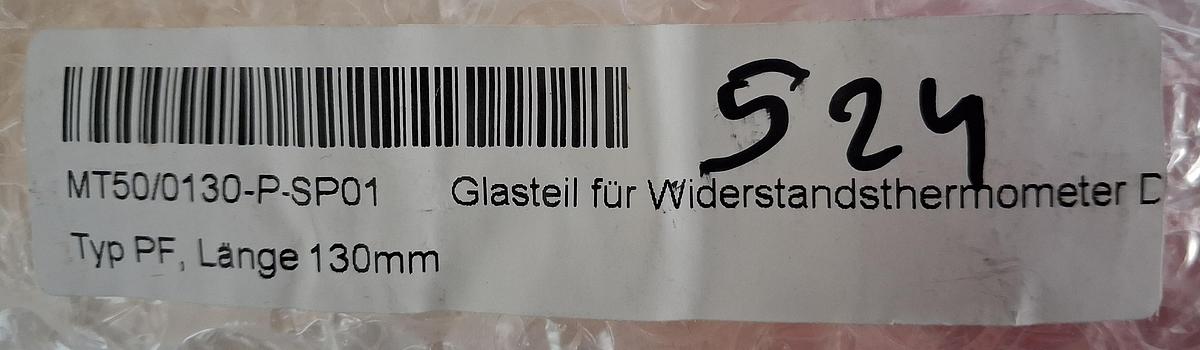 524
MT50/0130-P-SP01 Glasteil für Widerstandsthermometer D
Typ PF, Länge 130mm